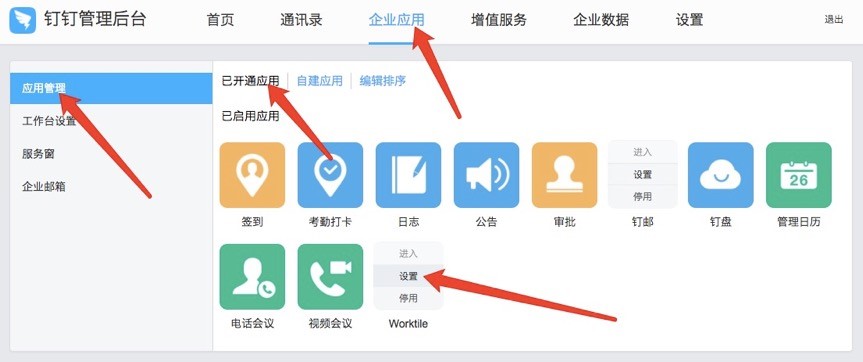 钉钉管理后台 首页 通讯录 企业应用 增值服务 企业数据 设置 退出
应用管理
工作台设置
服务窗
企业邮箱
已开通应用 自建应用 编辑排序
已启用应用
进入
设置
停用
26
签到 考勤打卡 日志 公告 审批 钉邮 钉盘 管理日历
进入
设置
停用
电话会议 视频会议 Worktile